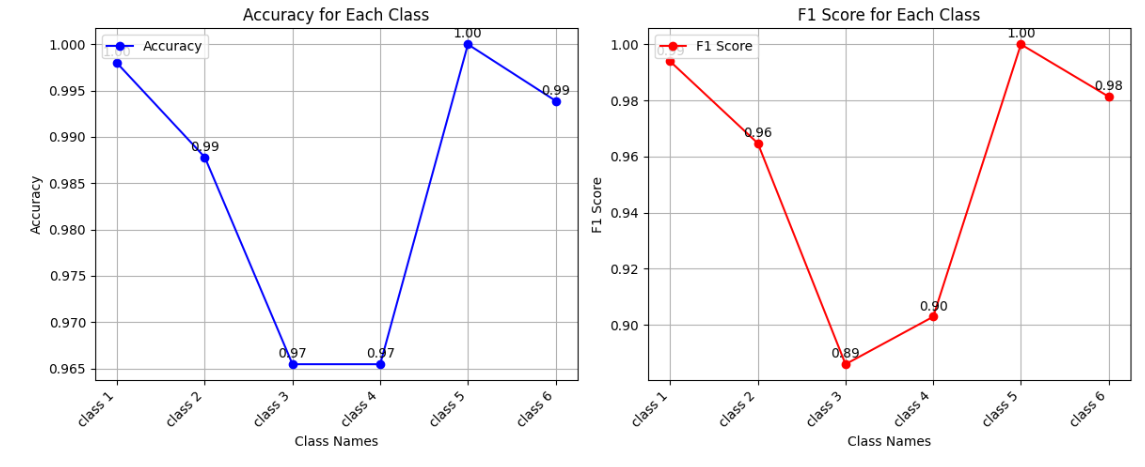 Accuracy for Each Class
Accuracy
1.000
0.995
0.990
0.985
0.980
0.975
0.970
0.965
Accuracy
1.00
0.99
0.97
0.97
1.00
0.99
class 1
class 2
class 3
class 4
class 5
class 6
Class Names
F1 Score for Each Class
F1 Score
1.00
0.98
0.96
0.94
0.92
0.90
F1 Score
0.99
0.96
0.89
0.90
1.00
0.98
class 1
class 2
class 3
class 4
class 5
class 6
Class Names